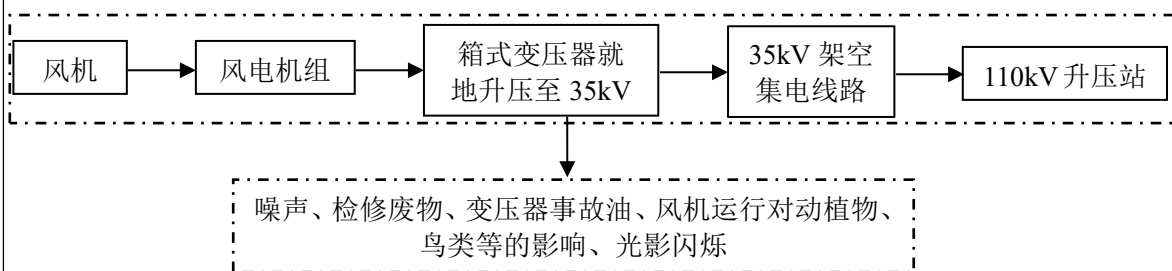 风机
风电机组
箱式变压器就
地升压至 35kV
35kV 架空
集电线路
110kV 升压站
噪声、检修废物、变压器事故油、风机运行对动植物、
鸟类等的影响、光影闪烁